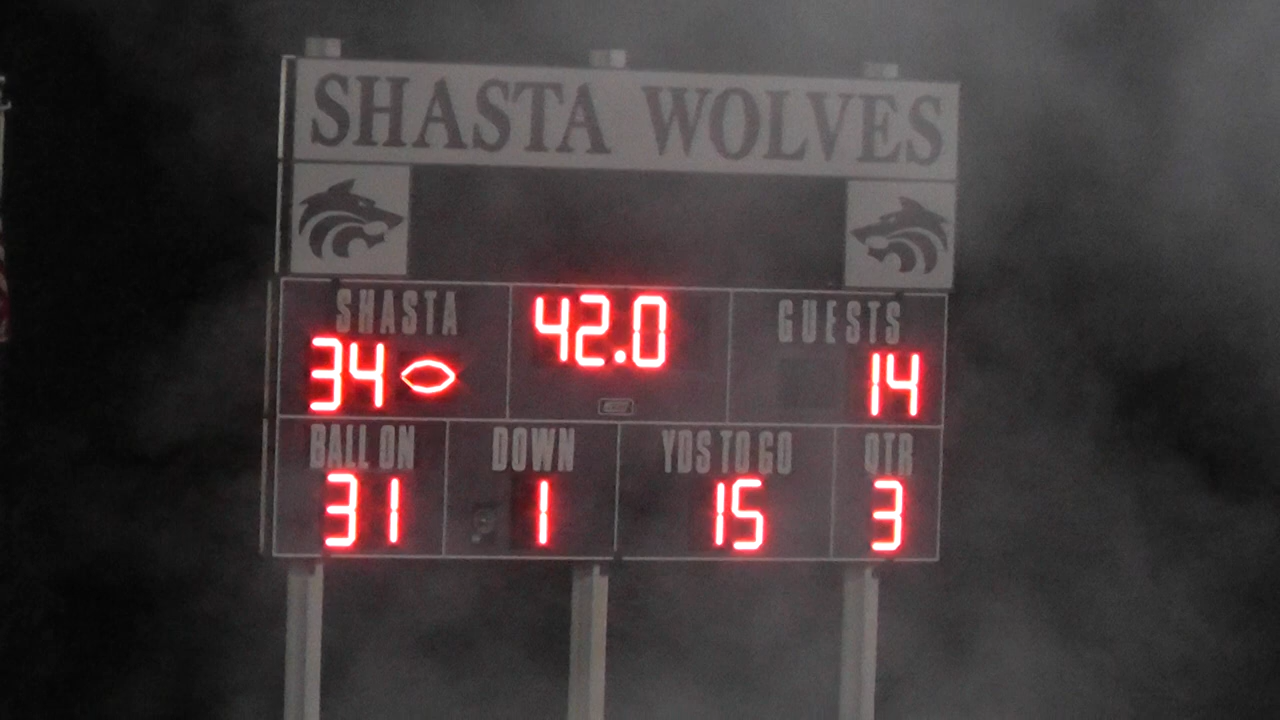 SHASTA WOLVES
SHASTA 42.0 GUESTS
34 14
BALL ON DOWN YDS TO GO QTR
31 1 15 3